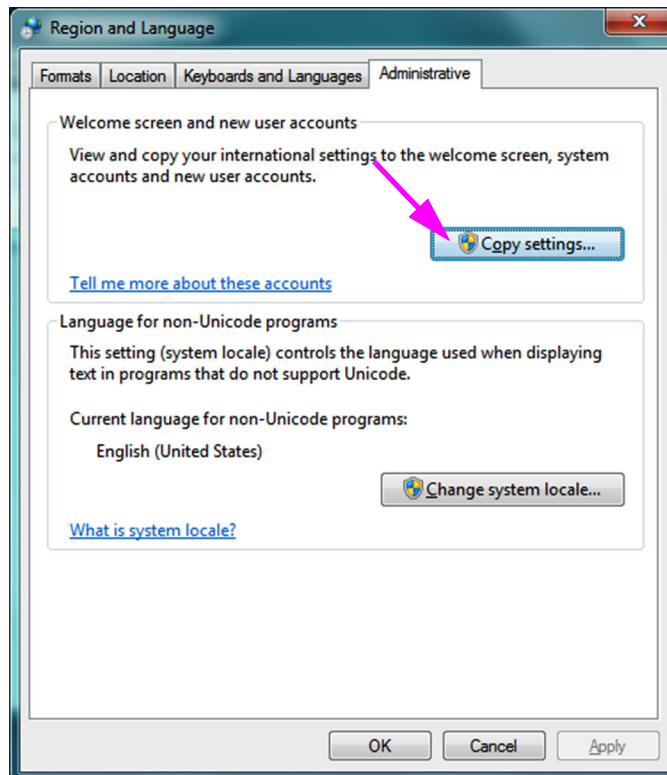 Region and Language
Formats Location Keyboards and Languages Administrative
Welcome screen and new user accounts
View and copy your international settings to the welcome screen, system
accounts and new user accounts.
Copy settings...
Tell me more about these accounts
Language for non-Unicode programs
This setting (system locale) controls the language used when displaying
text in programs that do not support Unicode.
Current language for non-Unicode programs:
English (United States)
Change system locale...
What is system locale?
OK Cancel Apply